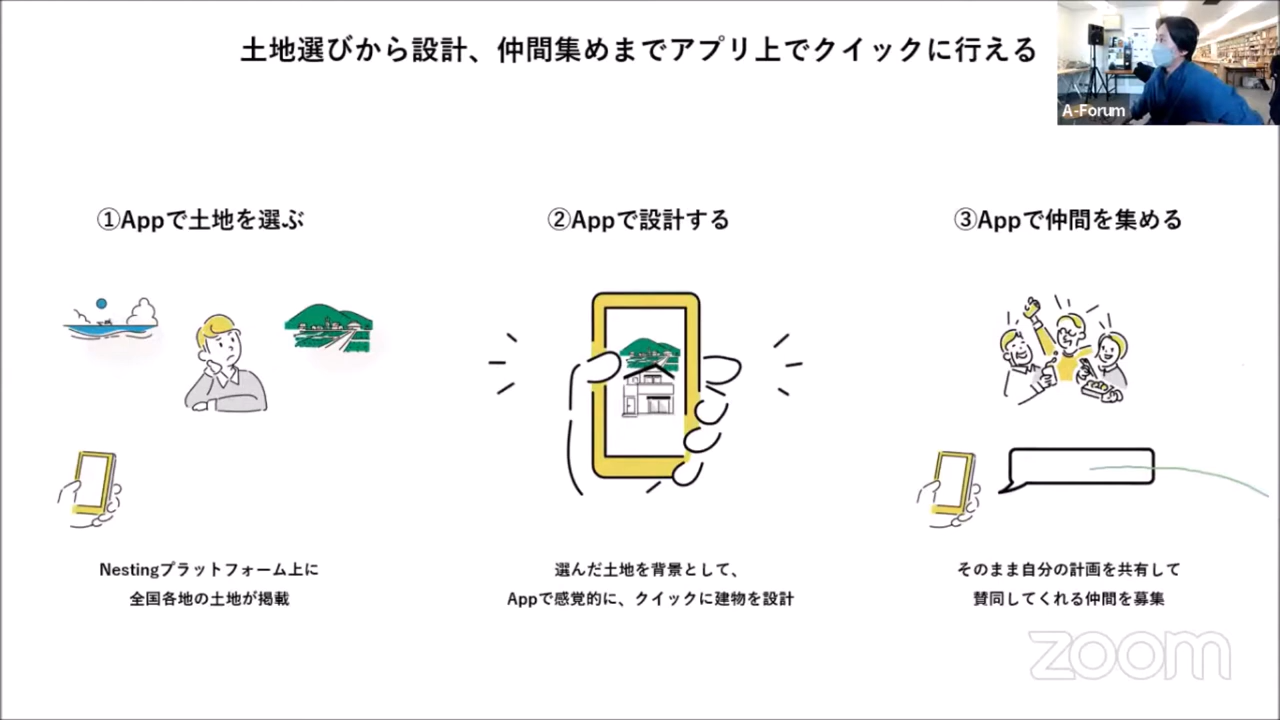 土地選びから設計、仲間集めまでアプリ上でクイックに行える
A-Forum
①Appで土地を選ぶ
②Appで設計する
③Appで仲間を集める
Nestingプラットフォーム上に
全国各地の土地が掲載
選んだ土地を背景として、
Appで感覚的に、クイックに建物を設計
そのまま自分の計画を共有して
賛同してくれる仲間を募集
zoom